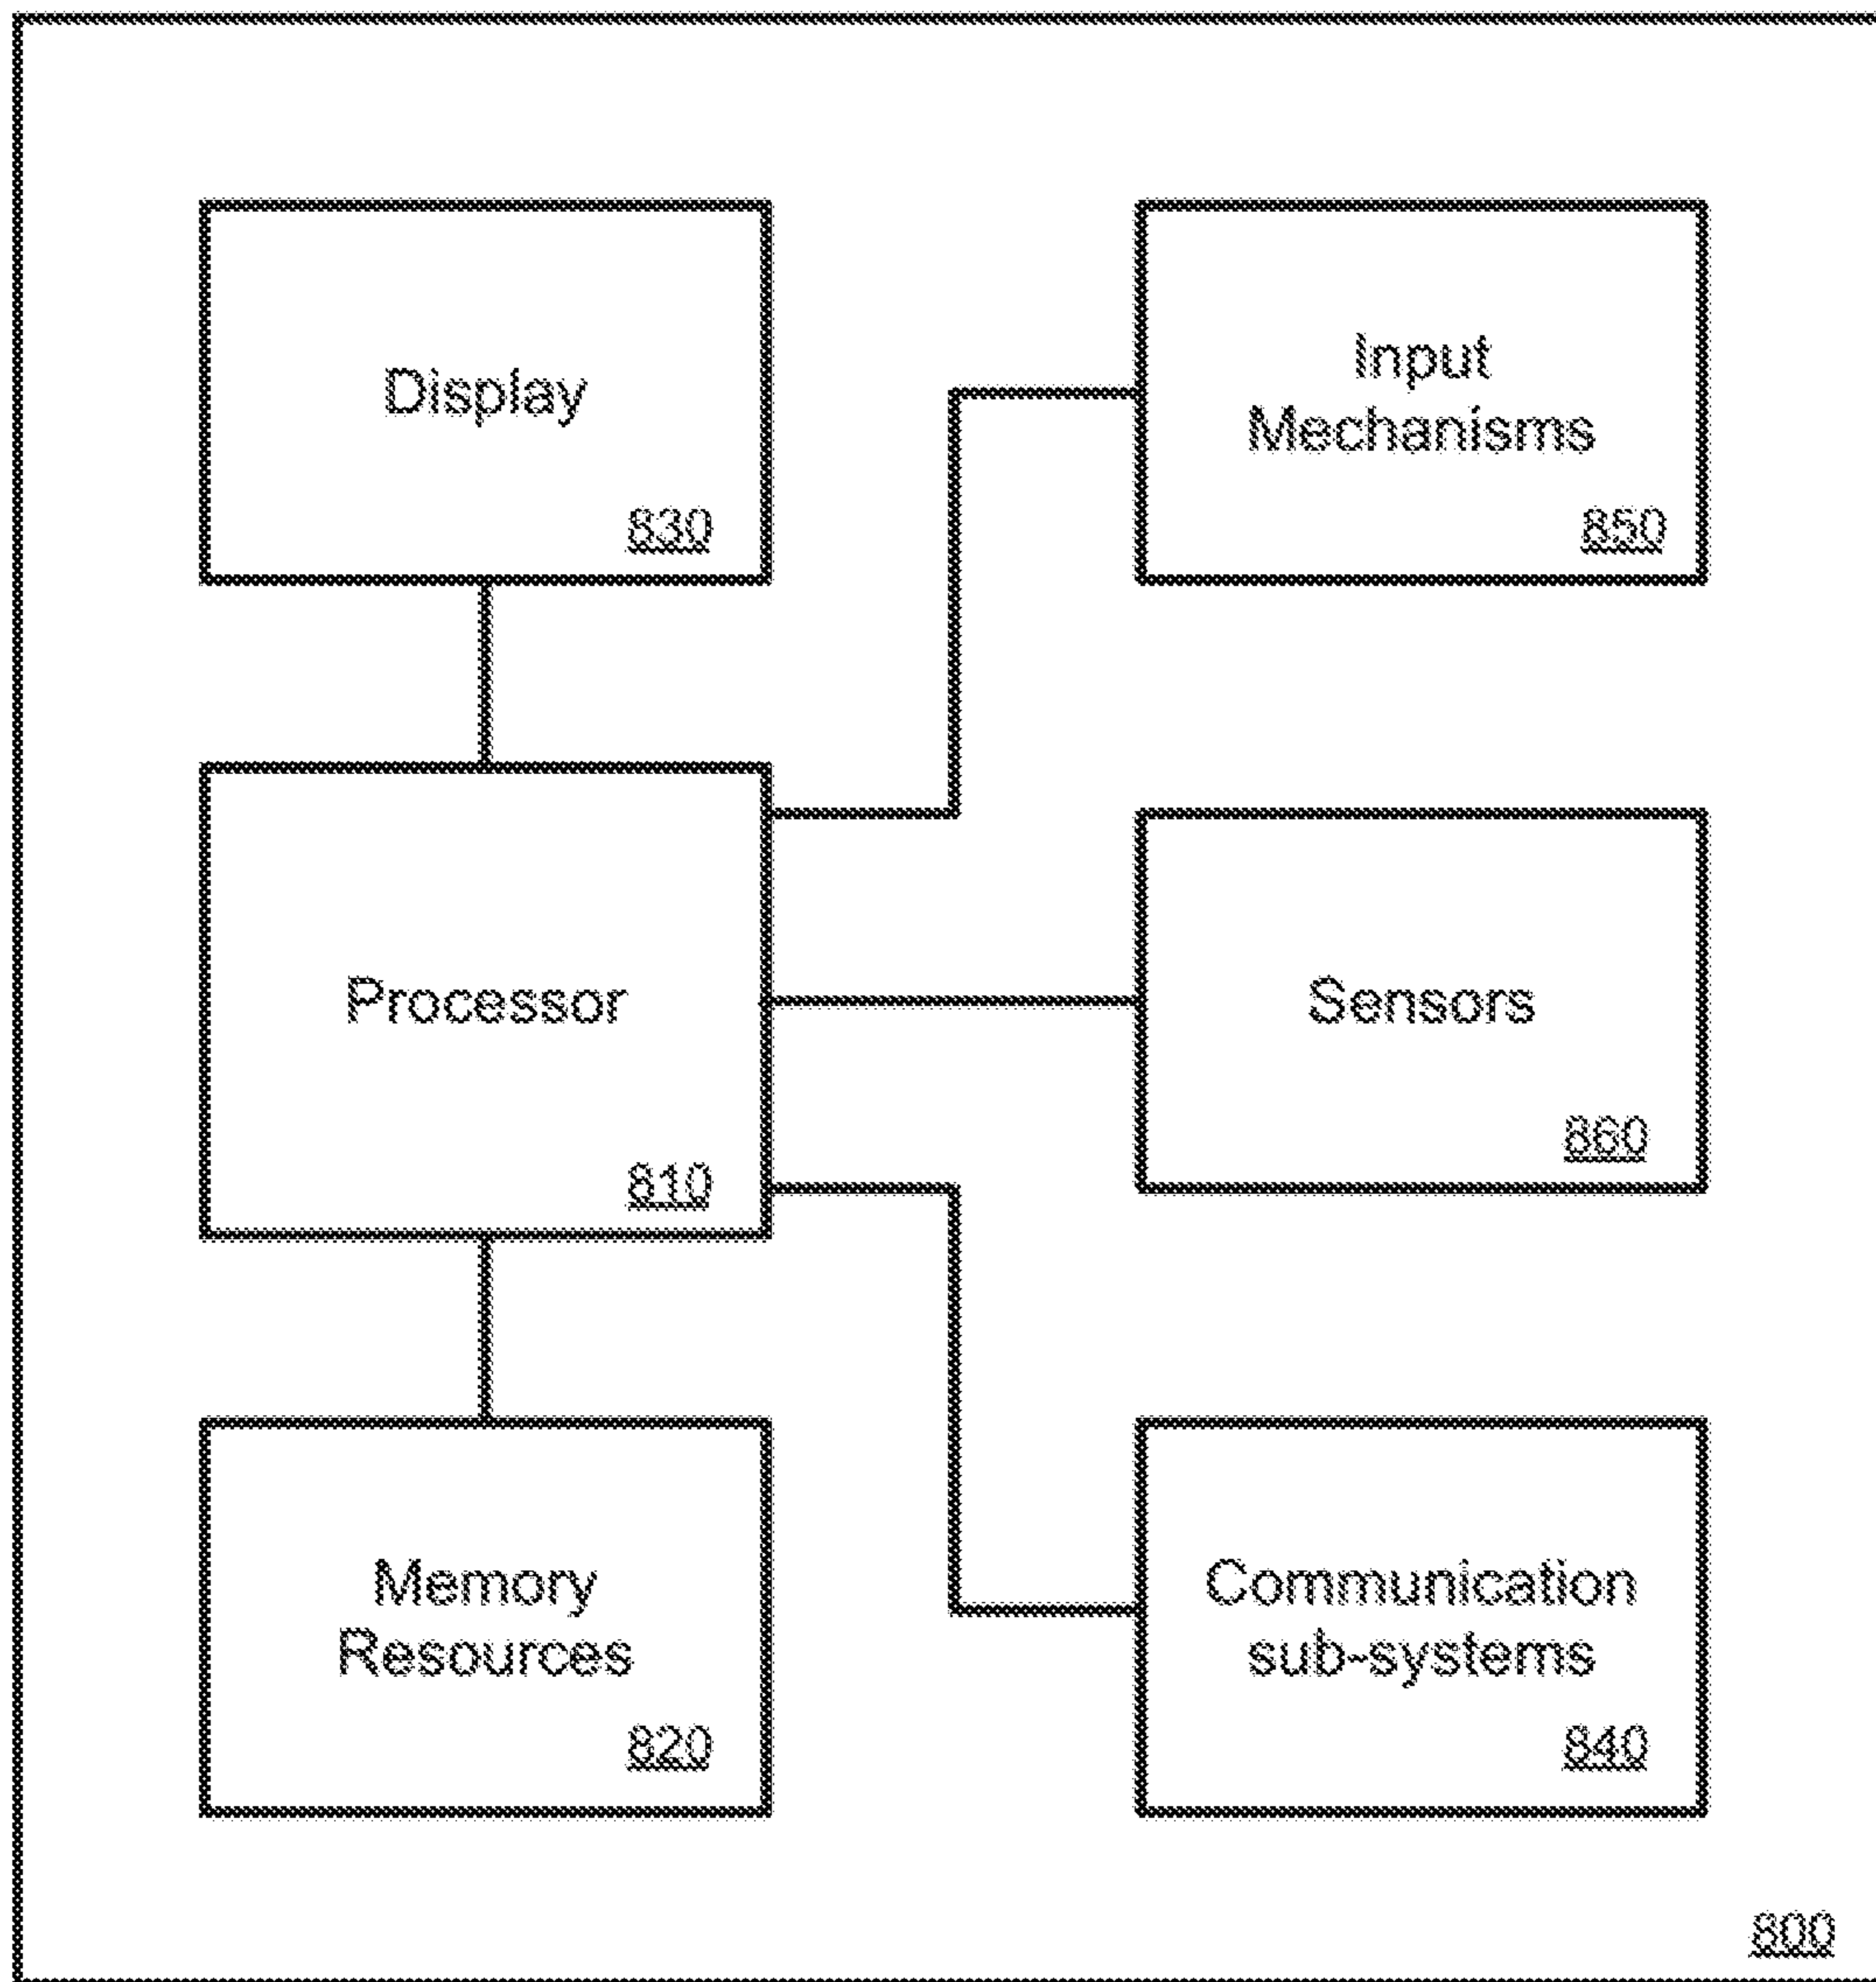 Display
830
Input
Mechanisms
850
Processor
810
Sensors
860
Memory
Resources
820
Communication
sub-systems
840
800